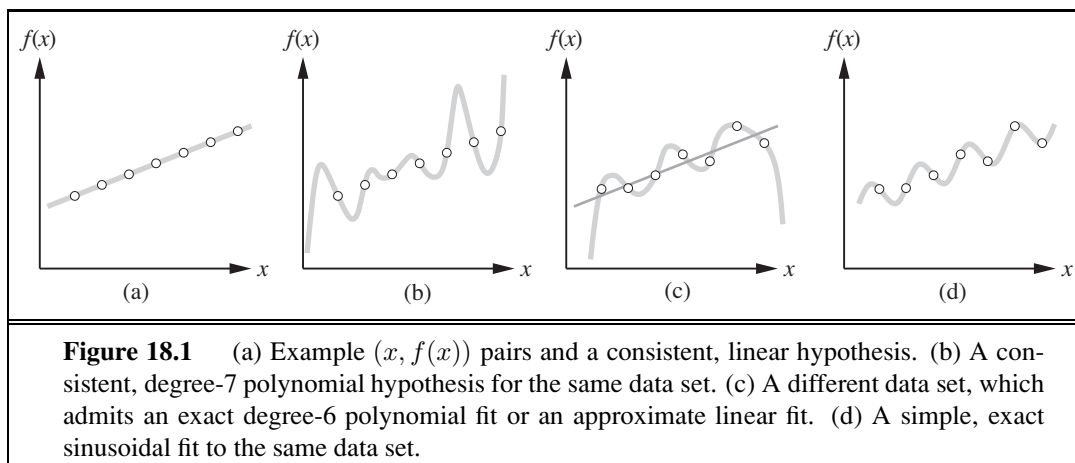 f(x) f(x) f(x) f(x)
x x x x
(a) (b) (c) (d)
Figure 18.1 (a) Example (x, f(x)) pairs and a consistent, linear hypothesis. (b) A con-
sistent, degree-7 polynomial hypothesis for the same data set. (c) A different data set, which
admits an exact degree-6 polynomial fit or an approximate linear fit. (d) A simple, exact
sinusoidal fit to the same data set.